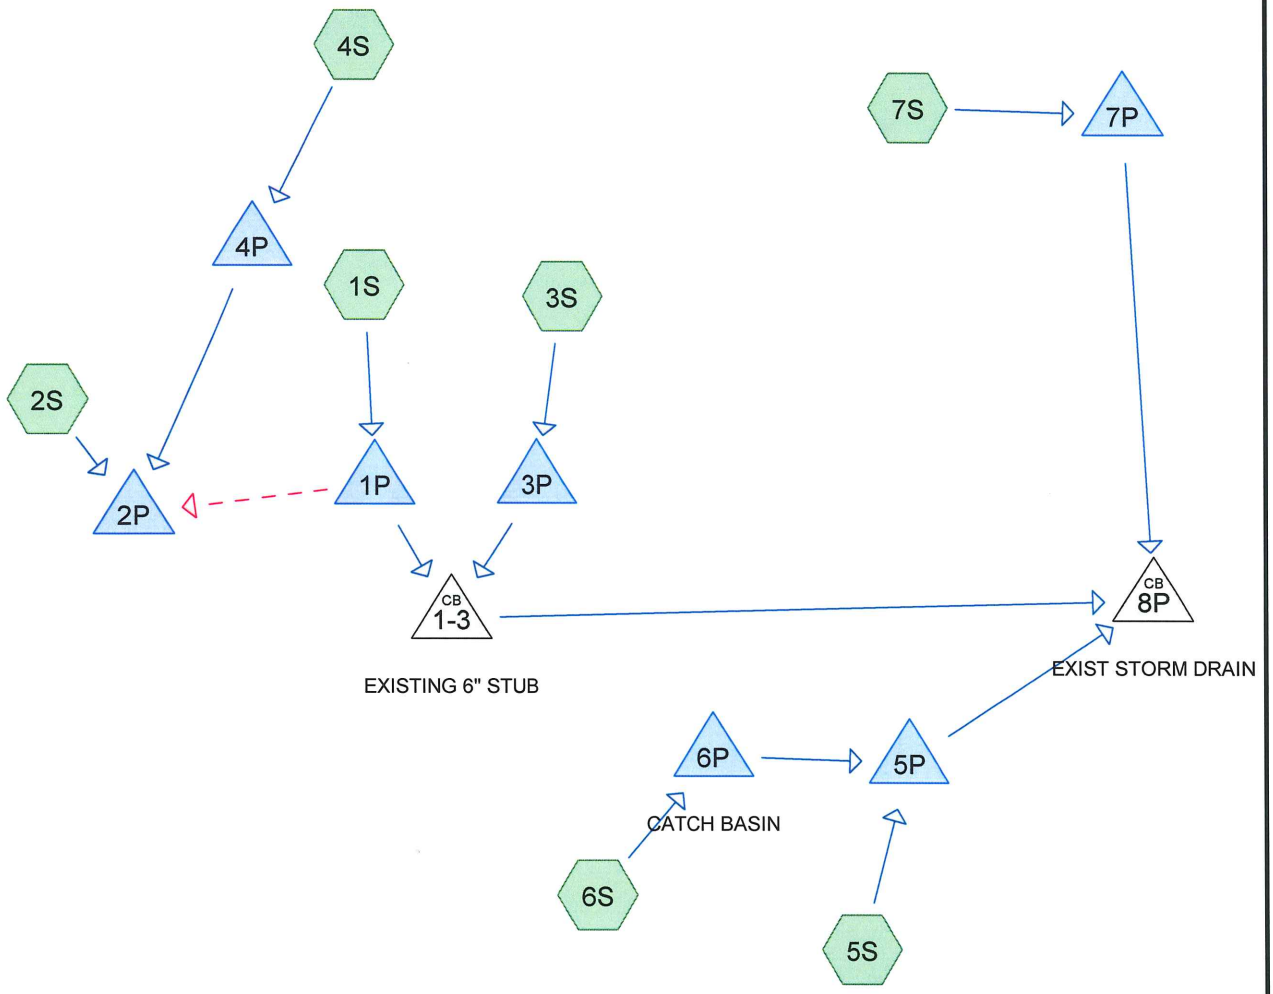 4S
7S
7P
4P
1S
3S
2S
1P
3P
2P
CB
1-3
CB
8P
EXISTING 6" STUB
EXIST STORM DRAIN
6P
5P
CATCH BASIN
6S
5S